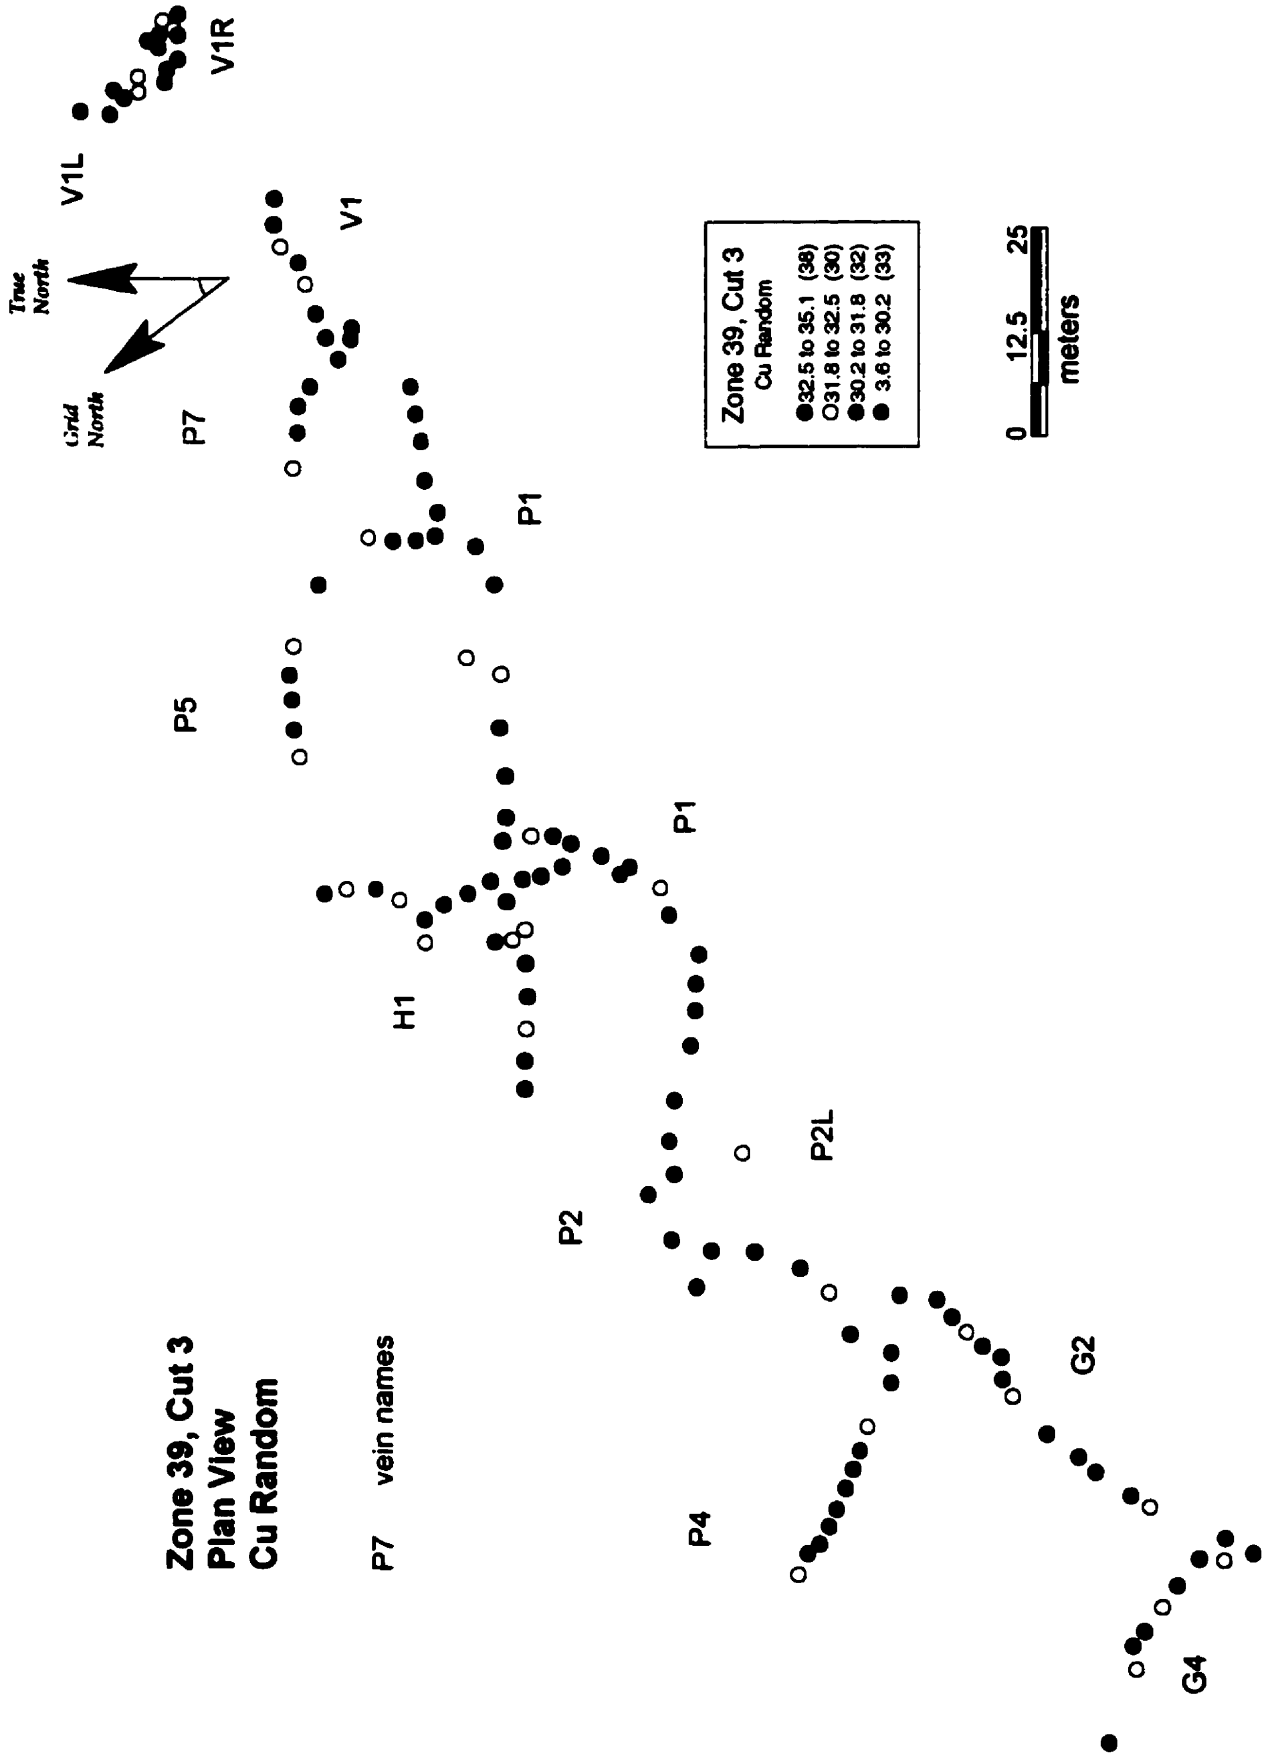 Zone 39, Cut 3
Plan View
Cu Random
P7 vein names
True
North
Grid
North
V1L
V1R
V1
P7
P5
P1
H1
P1
P2
P2L
P4
G2
G4
Zone 39, Cut 3
Cu Random
32.5 to 35.1 (38)
31.8 to 32.5 (30)
30.2 to 31.8 (32)
3.6 to 30.2 (33)
0 12.5 25
meters